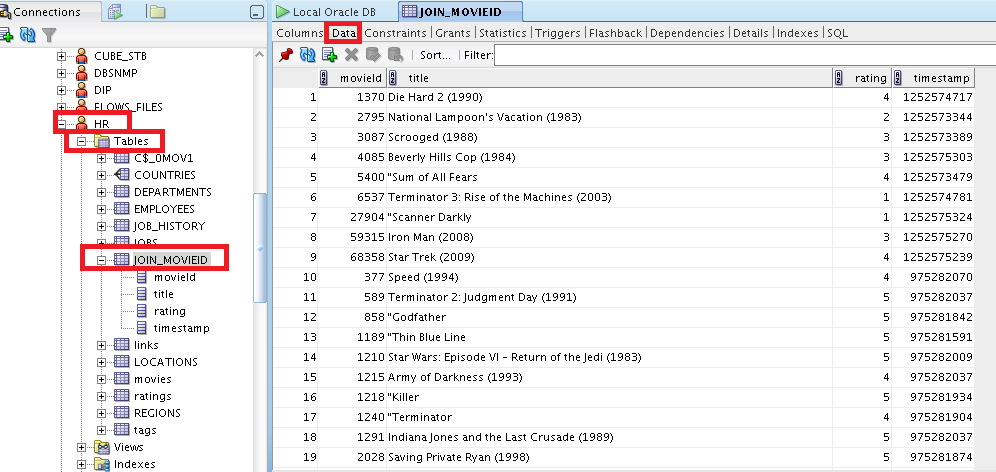 Connections
CUBE_STB
DBSNMP
DIP
FLOWS_FILES
HR
Tables
C$_0MOV1
COUNTRIES
DEPARTMENTS
EMPLOYEES
JOB_HISTORY
JOBS
JOIN_MOVIEID
movieId
title
rating
timestamp
links
LOCATIONS
movies
ratings
REGIONS
tags
Views
Indexes
Local Oracle DB JOIN_MOVIEID
Columns Data Constraints Grants Statistics Triggers Flashback Dependencies Details Indexes SQL
Sort... Filter:
movieId title rating timestamp
1 1370 Die Hard 2 (1990) 4 1252574717
2 2795 National Lampoon's Vacation (1983) 2 1252573344
3 3087 Scrooged (1988) 3 1252573389
4 4085 Beverly Hills Cop (1984) 3 1252575303
5 5400 "Sum of All Fears 4 1252573479
6 6537 Terminator 3: Rise of the Machines (2003) 1 1252574781
7 27904 "Scanner Darkly 1 1252575324
8 59315 Iron Man (2008) 3 1252575270
9 68358 Star Trek (2009) 4 1252575239
10 377 Speed (1994) 4 975282070
11 589 Terminator 2: Judgment Day (1991) 5 975282037
12 858 "Godfather 5 975281842
13 1189 "Thin Blue Line 5 975281591
14 1210 Star Wars: Episode VI - Return of the Jedi (1983) 5 975282009
15 1215 Army of Darkness (1993) 4 975282037
16 1218 "Killer 5 975281934
17 1240 "Terminator 4 975281904
18 1291 Indiana Jones and the Last Crusade (1989) 5 975282037
19 2028 Saving Private Ryan (1998) 5 975281874